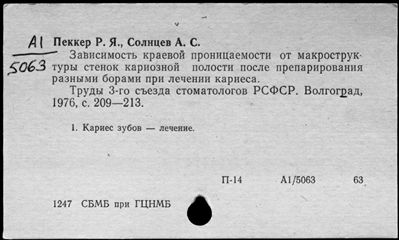 А1 Пеккер Р. Я., Солнцев А. С.
5063
Зависимость краевой проницаемости от макрострук-
туры стенок кариозной полости после препарирования
разными борами при лечении кариеса.
Труды 3-го съезда стоматологов РСФСР. Волгоград,
1976, с. 209—213.
1. Кариес зубов — лечение.
П-14 А1/5063 63
1247 СБМБ при ГЦНМБ